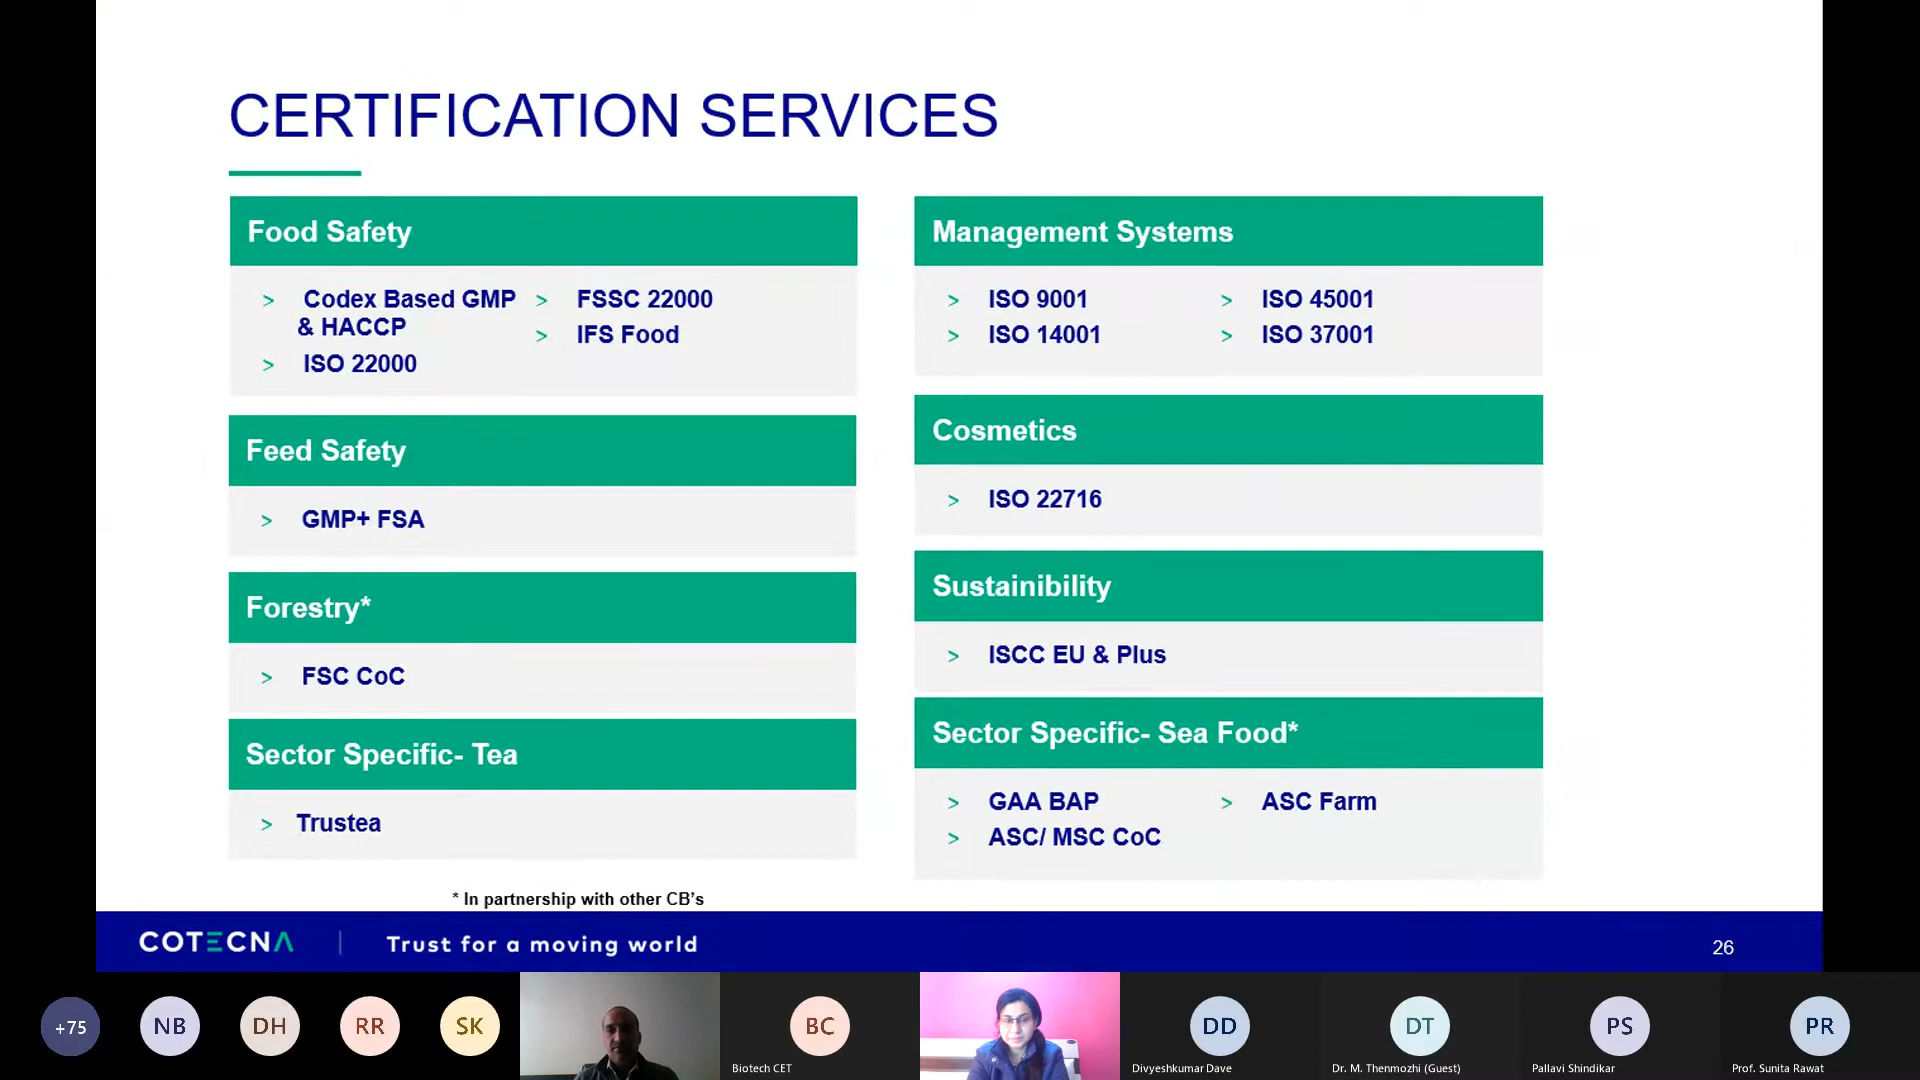 CERTIFICATION SERVICES
Food Safety
> Codex Based GMP
& HACCP
> ISO 22000
> FSSC 22000
> IFS Food
Feed Safety
> GMP+ FSA
Forestry*
> FSC CoC
Sector Specific- Tea
> Trustea
Management Systems
> ISO 9001
> ISO 14001
> ISO 45001
> ISO 37001
Cosmetics
> ISO 22716
Sustainibility
> ISCC EU & Plus
Sector Specific- Sea Food*
> GAA BAP
> ASC/ MSC CoC
> ASC Farm
* In partnership with other CB's
COTECNA | Trust for a moving world
26
+75
NB
DH
RR
SK
BC
Biotech CET
DD
Divyeshkumar Dave
DT
Dr. M. Thenmozhi (Guest)
PS
Pallavi Shindikar
PR
Prof. Sunita Rawat